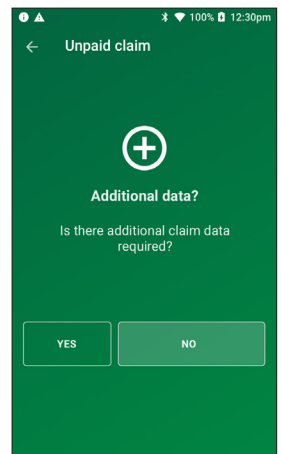 100% 12:30pm
Unpaid claim
Additional data?
Is there additional claim data
required?
YES NO